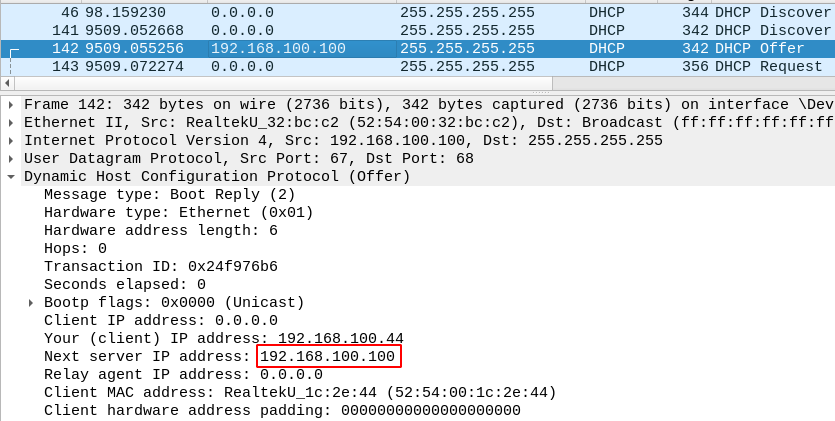 46 98.159230 0.0.0.0 255.255.255.255 DHCP 344 DHCP Discover
141 9509.052668 0.0.0.0 255.255.255.255 DHCP 342 DHCP Discover
142 9509.055256 192.168.100.100 255.255.255.255 DHCP 342 DHCP Offer
143 9509.072274 0.0.0.0 255.255.255.255 DHCP 356 DHCP Request
Frame 142: 342 bytes on wire (2736 bits), 342 bytes captured (2736 bits) on interface \Dev
Ethernet II, Src: RealtekU_32:bc:c2 (52:54:00:32:bc:c2), Dst: Broadcast (ff:ff:ff:ff:ff:ff
Internet Protocol Version 4, Src: 192.168.100.100, Dst: 255.255.255.255
User Datagram Protocol, Src Port: 67, Dst Port: 68
Dynamic Host Configuration Protocol (Offer)
Message type: Boot Reply (2)
Hardware type: Ethernet (0x01)
Hardware address length: 6
Hops: 0
Transaction ID: 0x24f976b6
Seconds elapsed: 0
Bootp flags: 0x0000 (Unicast)
Client IP address: 0.0.0.0
Your (client) IP address: 192.168.100.44
Next server IP address: 192.168.100.100
Relay agent IP address: 0.0.0.0
Client MAC address: RealtekU_1c:2e:44 (52:54:00:1c:2e:44)
Client hardware address padding: 00000000000000000000